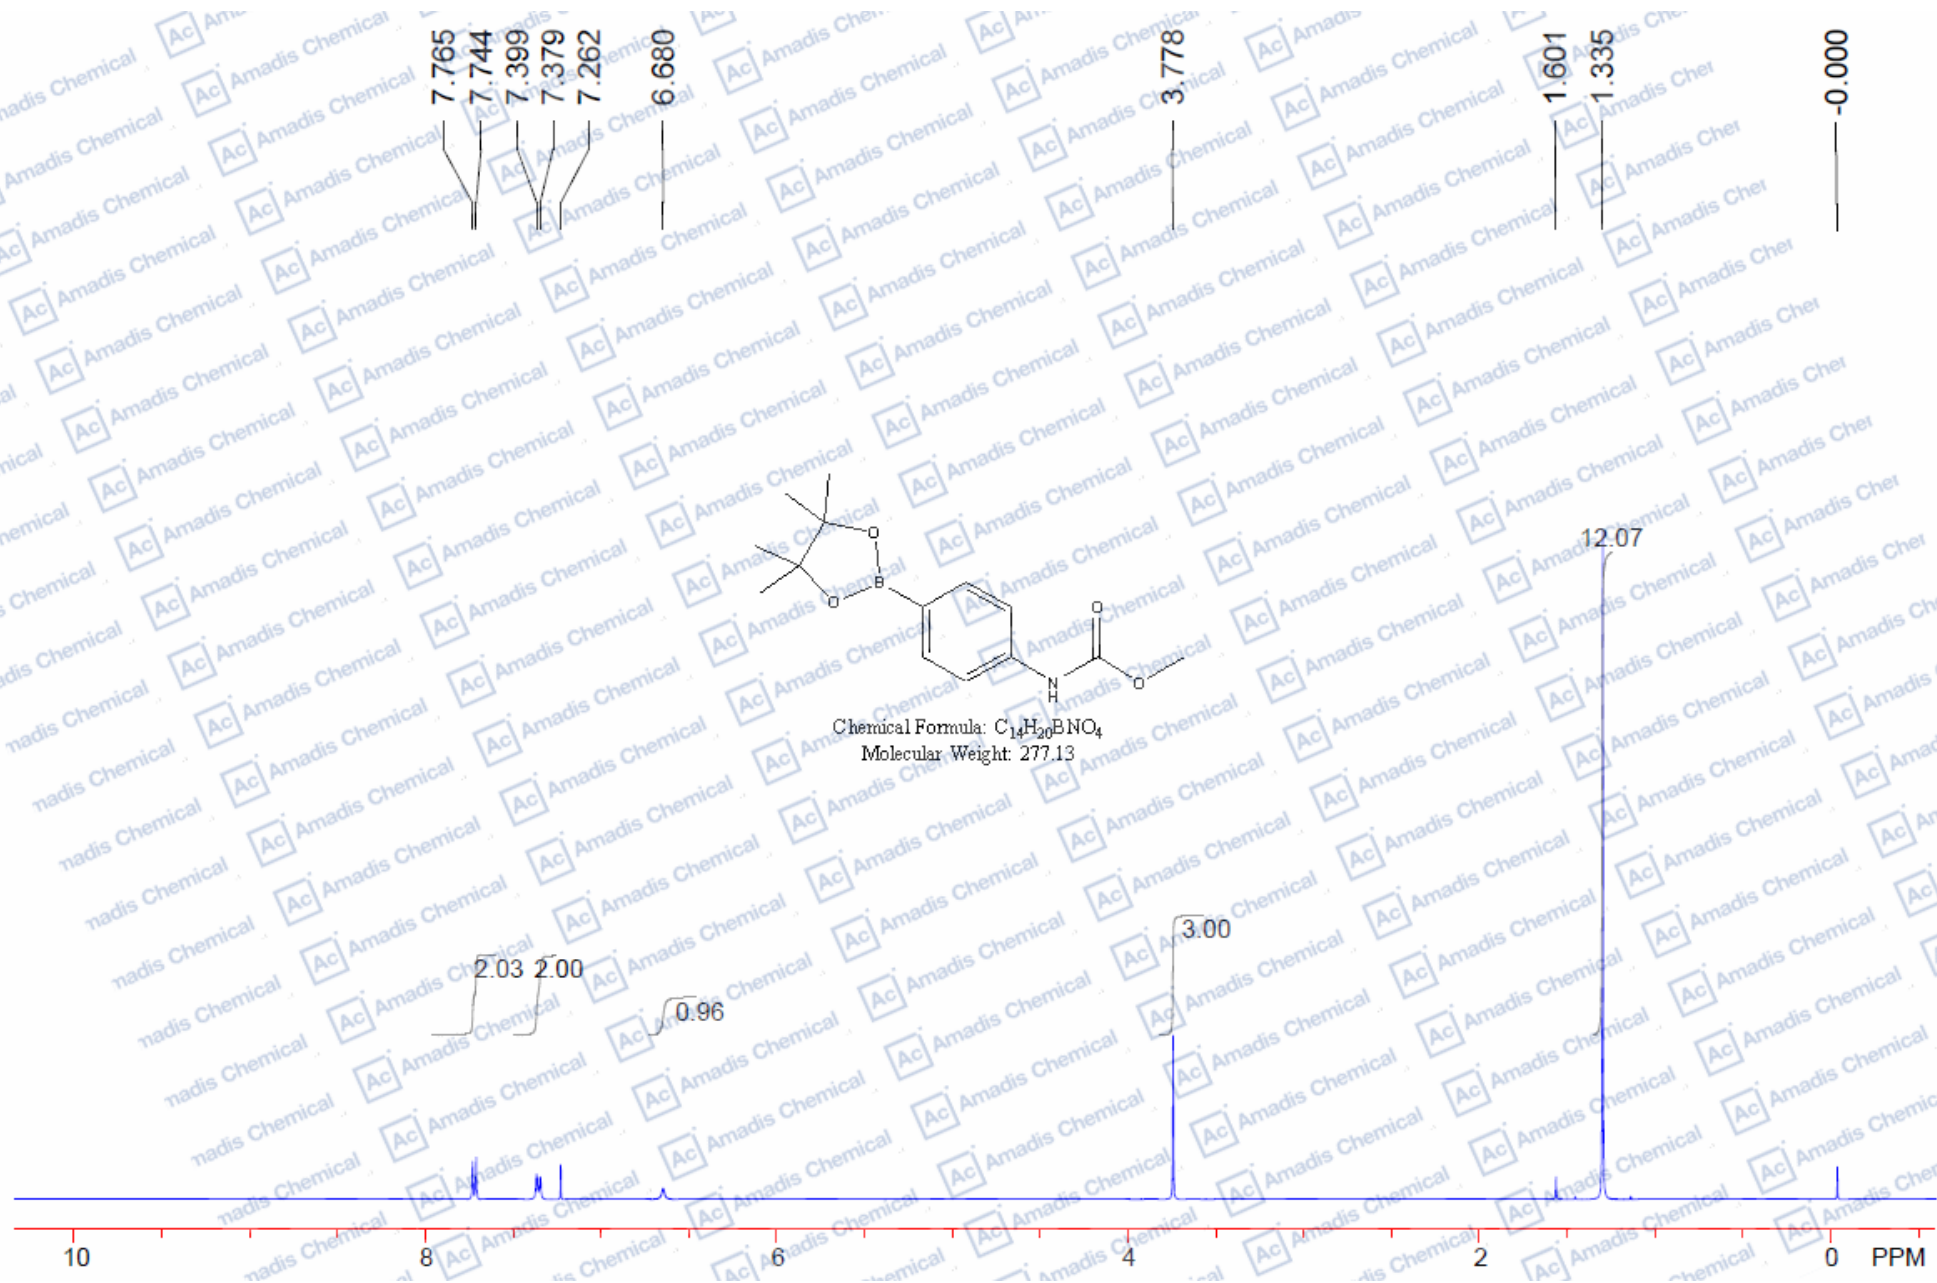 7.765
7.744
7.399
7.379
7.262
6.680
3.778
1.601
1.335
-0.000
12.07
O
B
O
O
N
H
O
Chemical Formula: C₁₄H₂₀BNO₄
Molecular Weight: 277.13
3.00
2.03 2.00
0.96
10 8 6 4 2 0 PPM
Ac Amadis Chemical